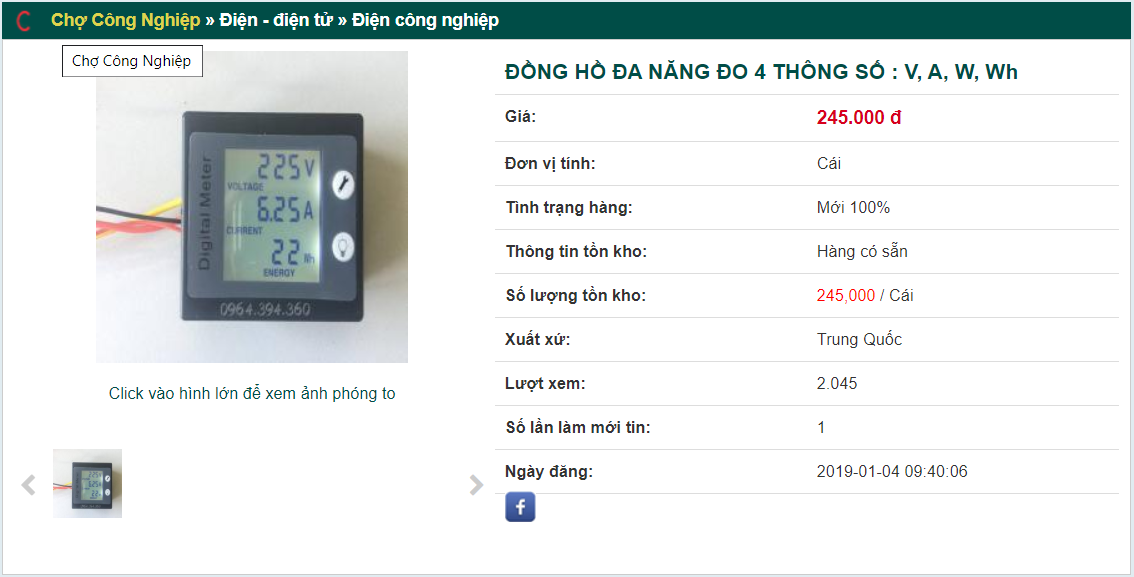 Chợ Công Nghiệp » Điện - điện tử » Điện công nghiệp
Chợ Công Nghiệp
Digital Meter
225V
VOLTAGE
6.25A
CURRENT
22Wh
ENERGY
0964.394.360
Click vào hình lớn để xem ảnh phóng to
ĐỒNG HỒ ĐA NĂNG ĐO 4 THÔNG SỐ : V, A, W, Wh
Giá: 245.000 đ
Đơn vị tính: Cái
Tình trạng hàng: Mới 100%
Thông tin tồn kho: Hàng có sẵn
Số lượng tồn kho: 245,000 / Cái
Xuất xứ: Trung Quốc
Lượt xem: 2.045
Số lần làm mới tin: 1
Ngày đăng: 2019-01-04 09:40:06